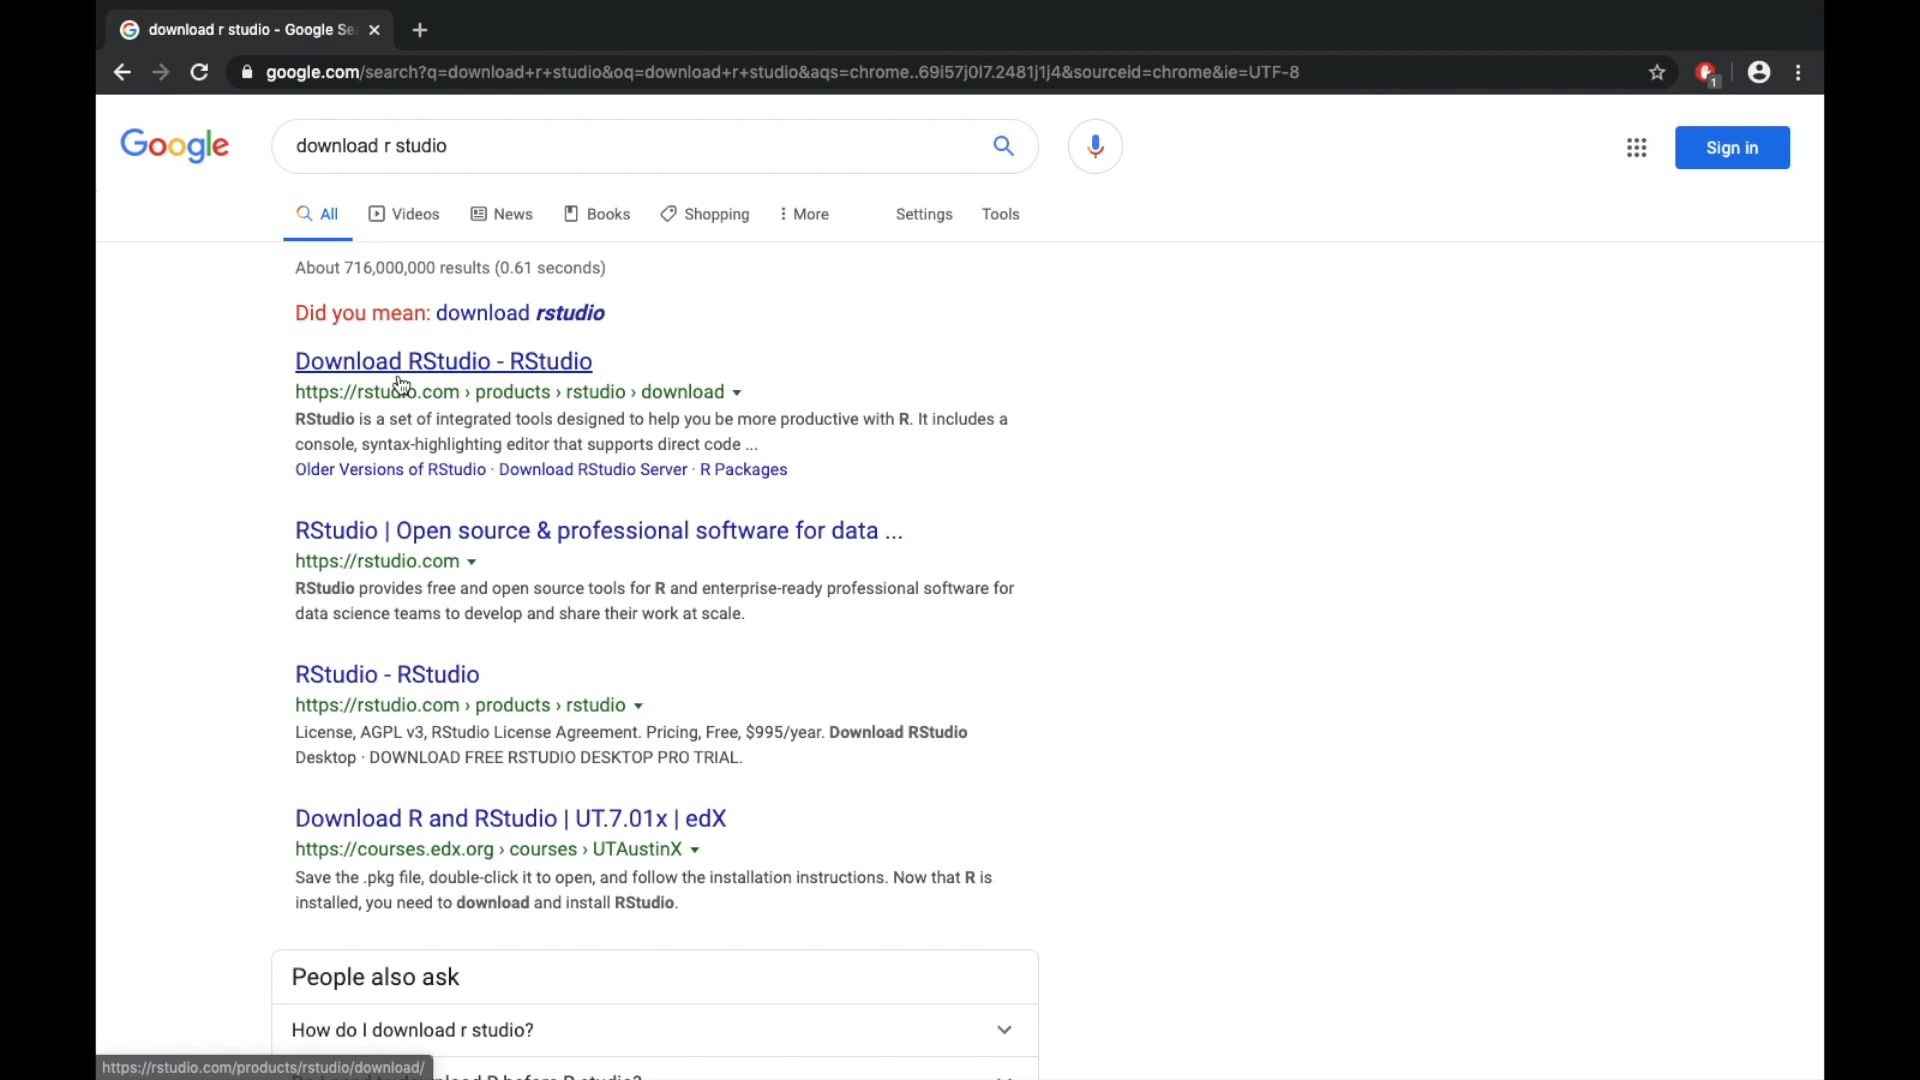 download r studio - Google Se
google.com/search?q=download+r+studio&oq=download+r+studio&aqs=chrome..69i57j0l7.2481j1j4&sourceid=chrome&ie=UTF-8
1
Google
download r studio
Sign in
All
Videos
News
Books
Shopping
More
Settings
Tools
About 716,000,000 results (0.61 seconds)
Did you mean: download rstudio
Download RStudio - RStudio
https://rstudio.com › products › rstudio › download
RStudio is a set of integrated tools designed to help you be more productive with R. It includes a
console, syntax-highlighting editor that supports direct code ...
Older Versions of RStudio · Download RStudio Server · R Packages
RStudio | Open source & professional software for data ...
https://rstudio.com
RStudio provides free and open source tools for R and enterprise-ready professional software for
data science teams to develop and share their work at scale.
RStudio - RStudio
https://rstudio.com › products › rstudio
License, AGPL v3, RStudio License Agreement. Pricing, Free, $995/year. Download RStudio
Desktop · DOWNLOAD FREE RSTUDIO DESKTOP PRO TRIAL.
Download R and RStudio | UT.7.01x | edX
https://courses.edx.org › courses › UTAustinX
Save the .pkg file, double-click it to open, and follow the installation instructions. Now that R is
installed, you need to download and install RStudio.
People also ask
How do I download r studio?
https://rstudio.com/products/rstudio/download/